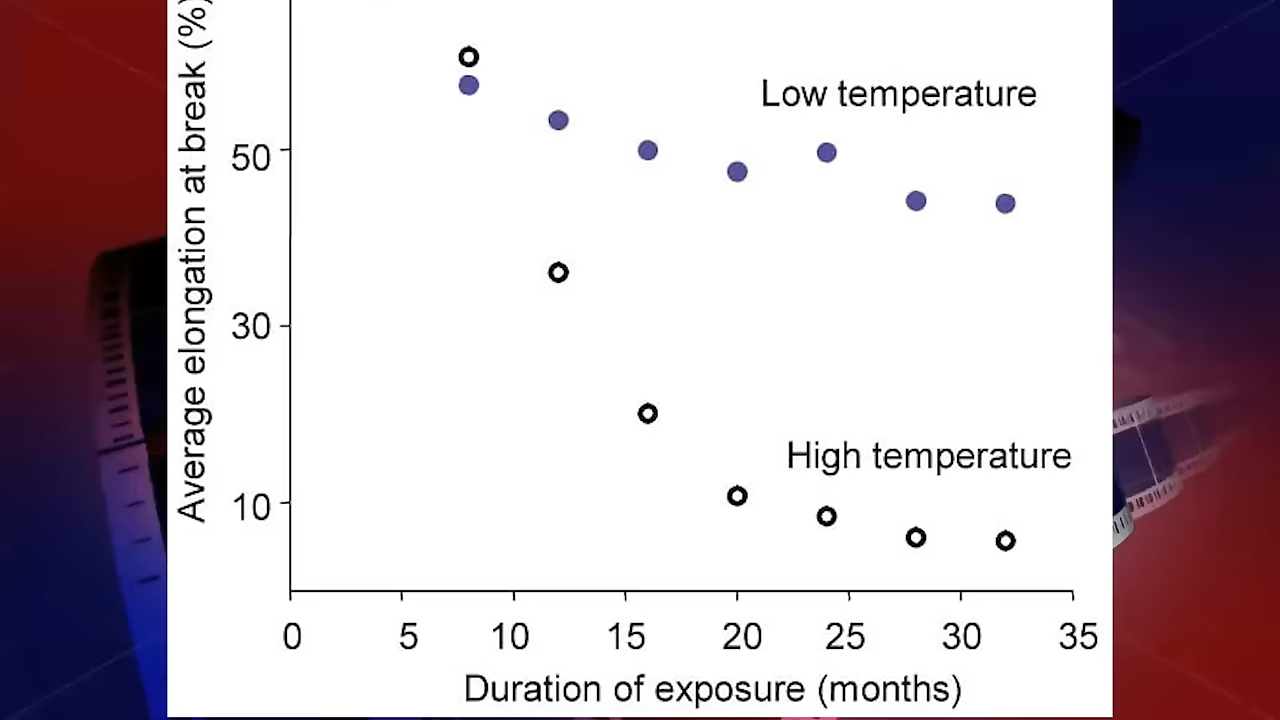 Average elongation at break (%)
Low temperature
50
30
High temperature
10
0 5 10 15 20 25 30 35
Duration of exposure (months)